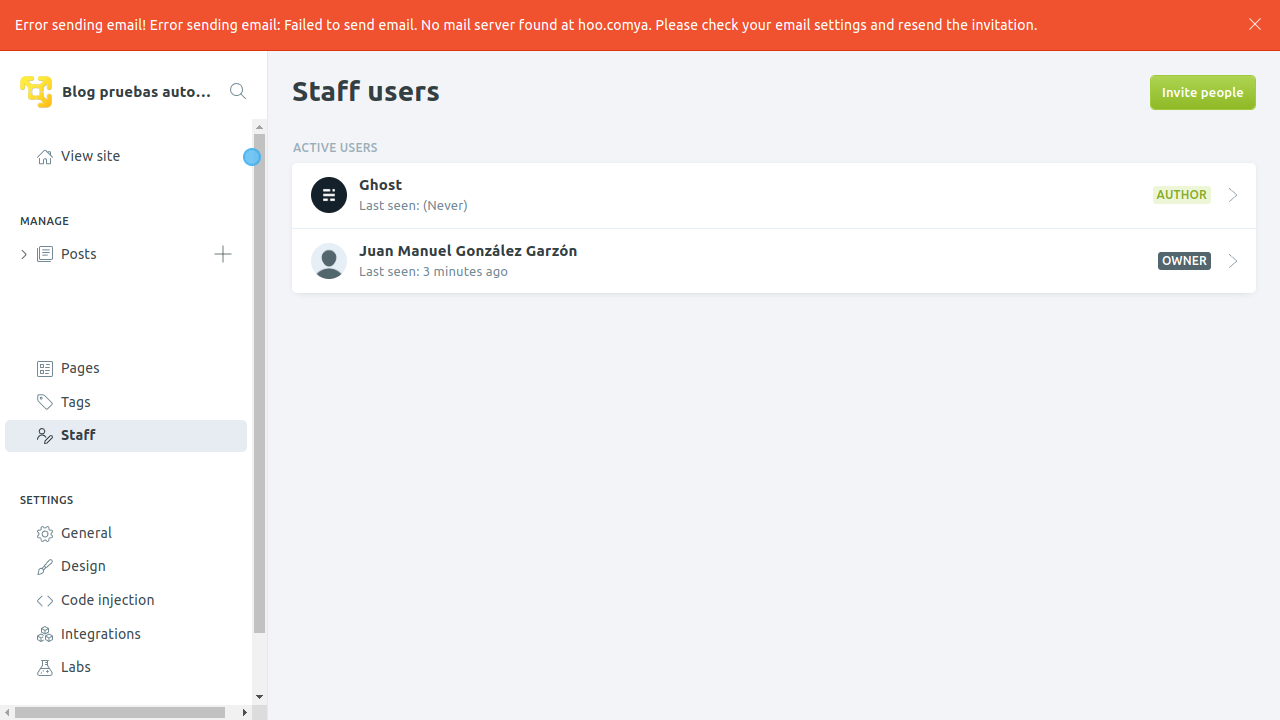 Error sending email! Error sending email: Failed to send email. No mail server found at hoo.comya. Please check your email settings and resend the invitation.
Blog pruebas auto...
View site
MANAGE
Posts
Pages
Tags
Staff
SETTINGS
General
Design
Code injection
Integrations
Labs
Staff users
Invite people
ACTIVE USERS
Ghost
Last seen: (Never)
AUTHOR
Juan Manuel González Garzón
Last seen: 3 minutes ago
OWNER